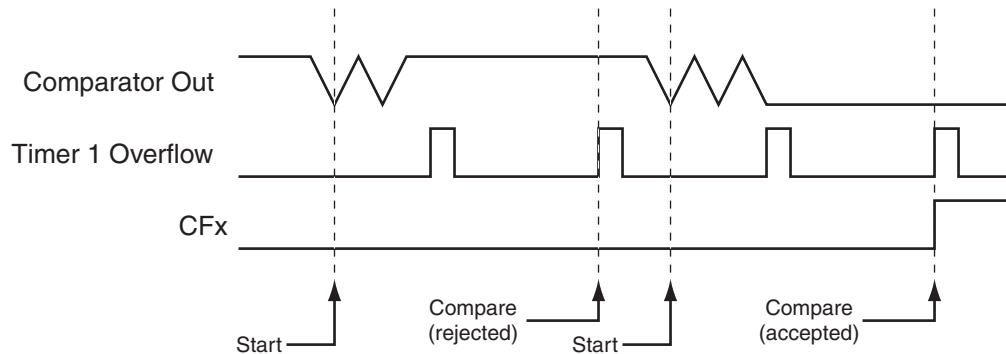 Comparator Out
Timer 1 Overflow
CFx
Start
Compare
(rejected)
Start
Compare
(accepted)